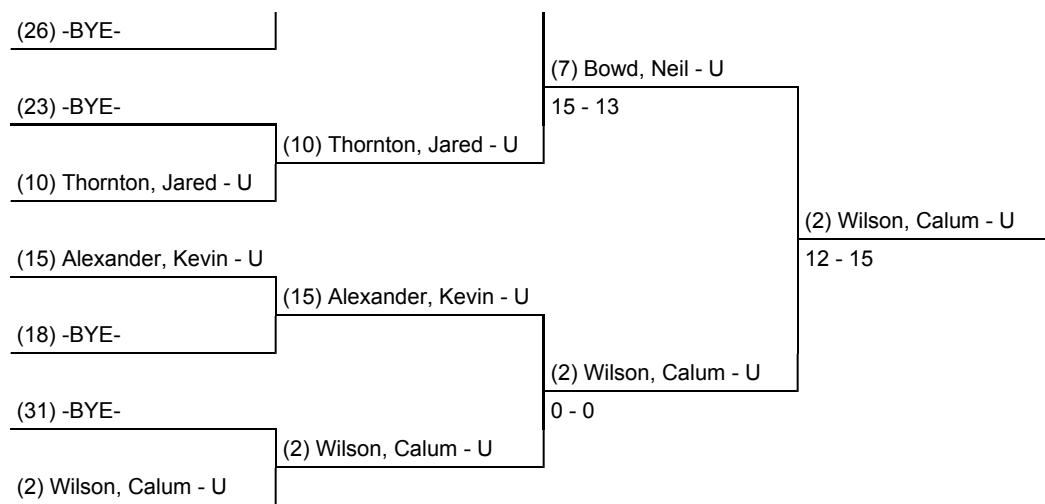 (26) -BYE-
(7) Bowd, Neil - U
(23) -BYE-
15 - 13
(10) Thornton, Jared - U
(10) Thornton, Jared - U
(2) Wilson, Calum - U
(15) Alexander, Kevin - U
12 - 15
(15) Alexander, Kevin - U
(18) -BYE-
(2) Wilson, Calum - U
(31) -BYE-
0 - 0
(2) Wilson, Calum - U
(2) Wilson, Calum - U